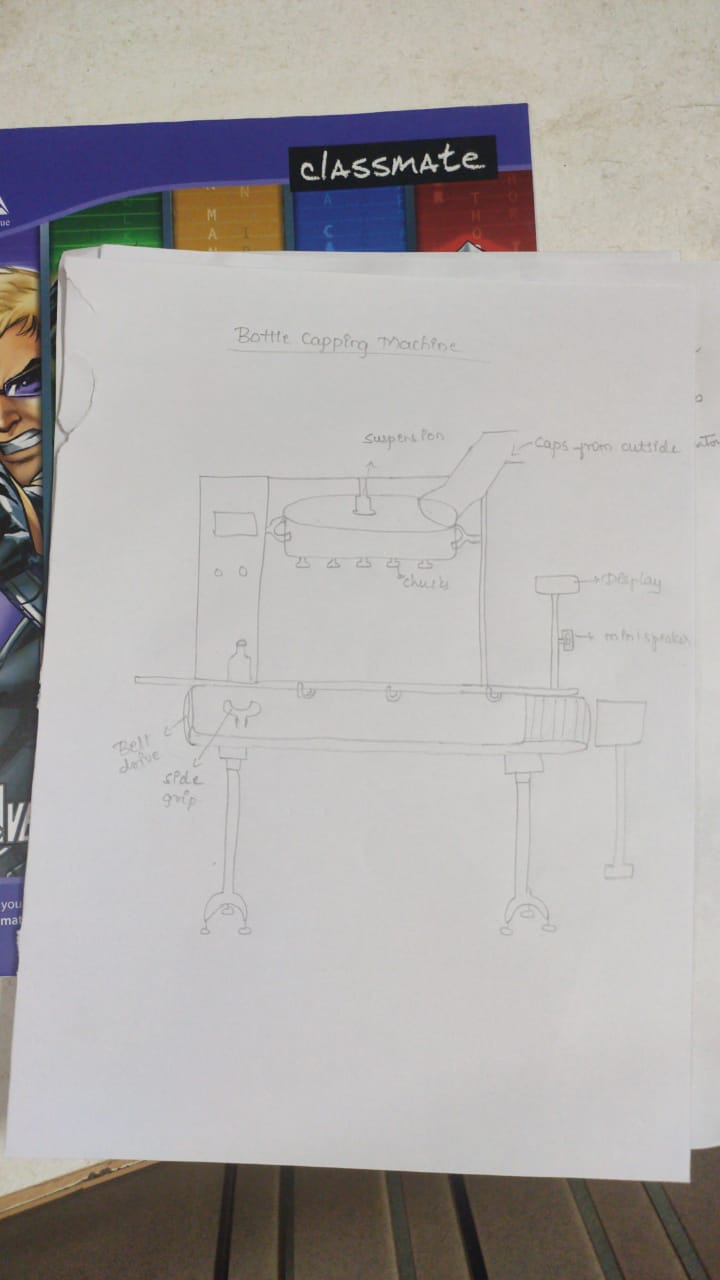 classmate
Bottle Capping Machine
suspension
caps from outside
chucks
Display
mini speaker
Belt
drive
side
grip
you
mat